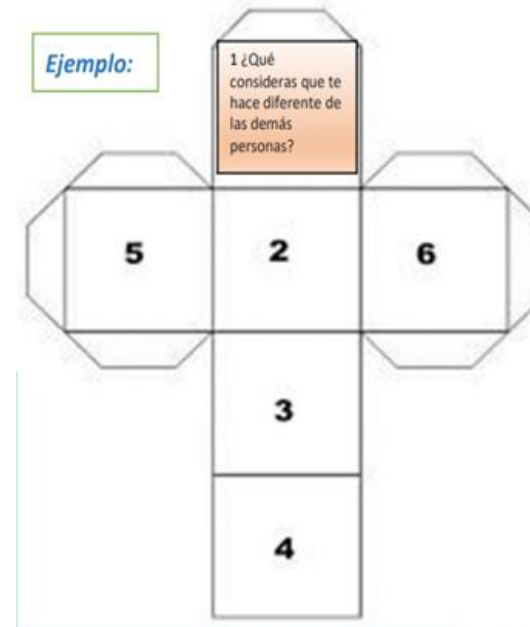 Ejemplo:
1 ¿Qué
consideras que te
hace diferente de
las demás
personas?
5
2
6
3
4